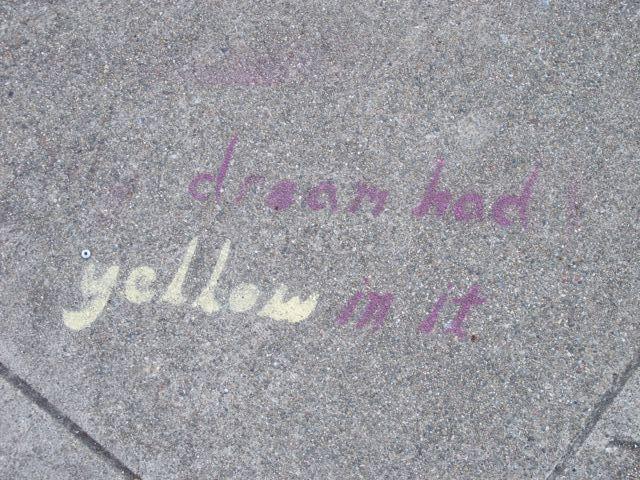 dream had
yellow in it